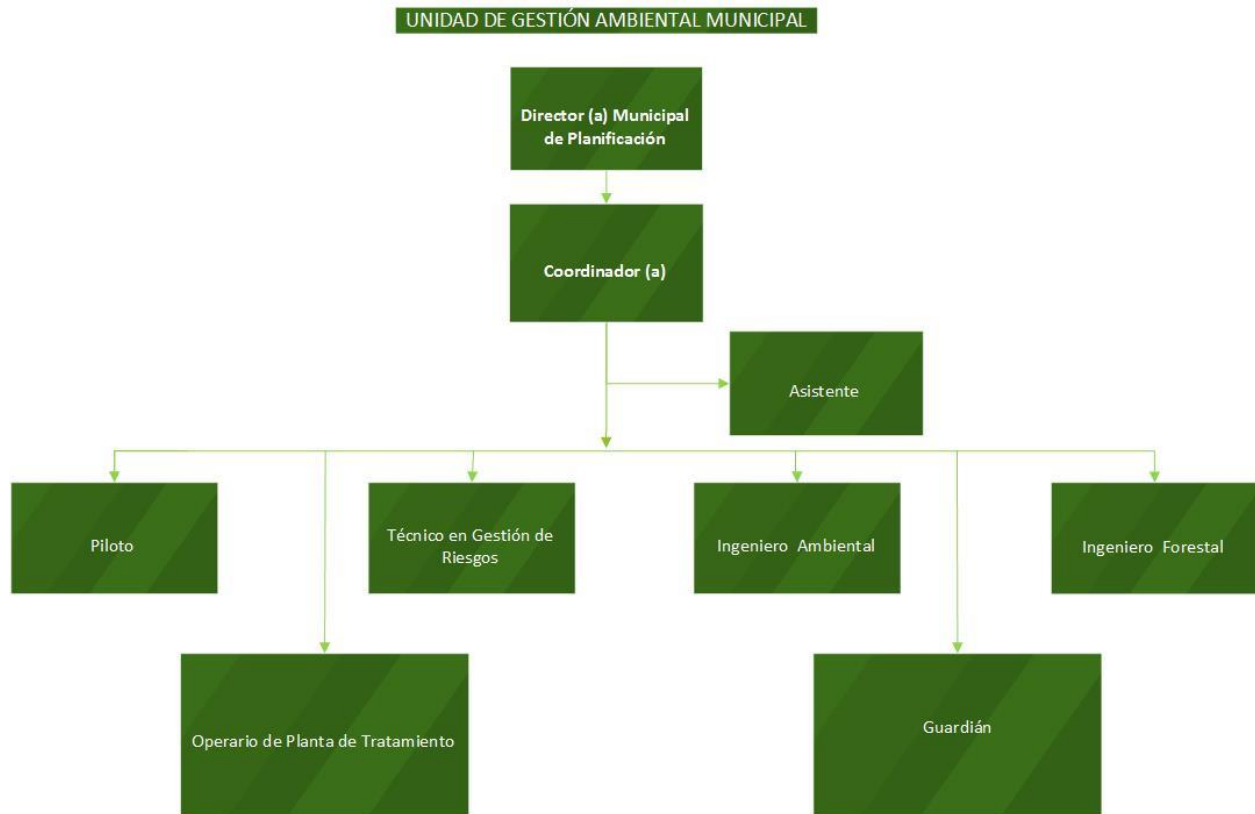 UNIDAD DE GESTIÓN AMBIENTAL MUNICIPAL
Director (a) Municipal
de Planificación
Coordinador (a)
Asistente
Piloto
Técnico en Gestión de
Riesgos
Ingeniero Ambiental
Ingeniero Forestal
Operario de Planta de Tratamiento
Guardián